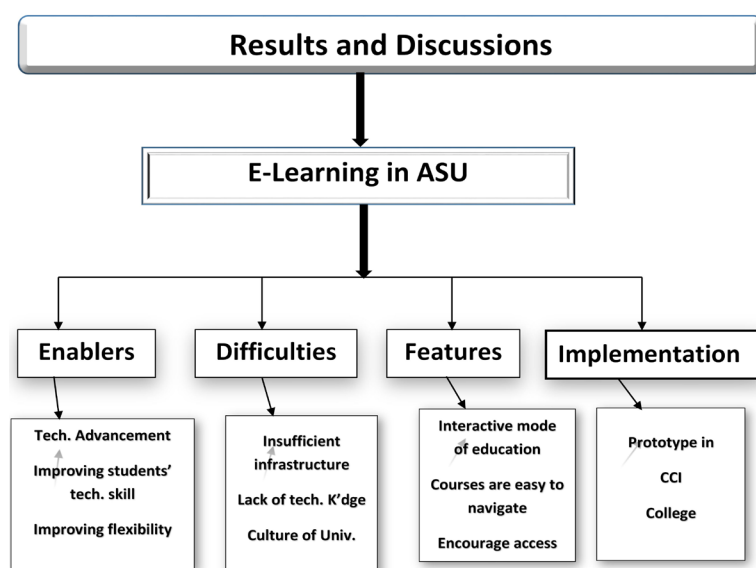 Results and Discussions
E-Learning in ASU
Enablers
Difficulties
Features
Implementation
Tech. Advancement
Improving students’
tech. skill
Improving flexibility
Insufficient
infrastructure
Lack of tech. K’dge
Culture of Univ.
Interactive mode
of education
Courses are easy to
navigate
Encourage access
Prototype in
CCI
College